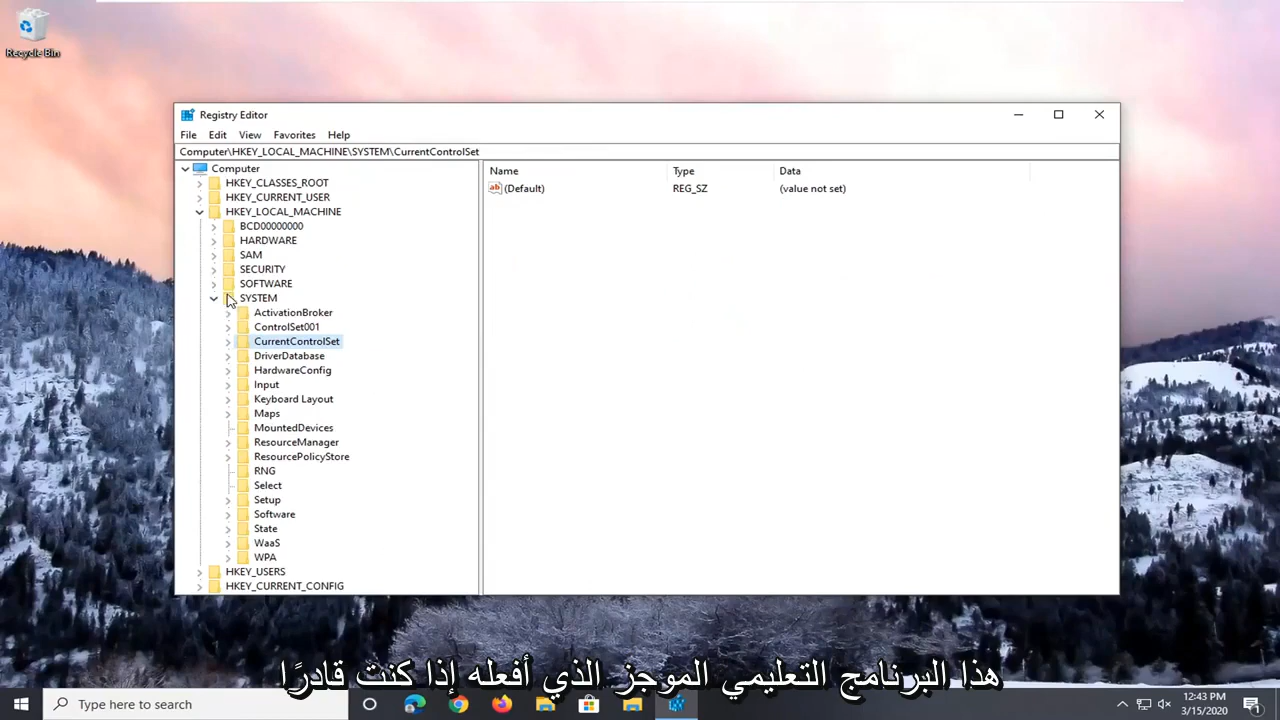 Recycle Bin
Registry Editor
File Edit View Favorites Help
Computer\HKEY_LOCAL_MACHINE\SYSTEM\CurrentControlSet
Computer
HKEY_CLASSES_ROOT
HKEY_CURRENT_USER
HKEY_LOCAL_MACHINE
BCD00000000
HARDWARE
SAM
SECURITY
SOFTWARE
SYSTEM
ActivationBroker
ControlSet001
CurrentControlSet
DriverDatabase
HardwareConfig
Input
Keyboard Layout
Maps
MountedDevices
ResourceManager
ResourcePolicyStore
RNG
Select
Setup
Software
State
WaaS
WPA
HKEY_USERS
HKEY_CURRENT_CONFIG
Name Type Data
(Default) REG_SZ (value not set)
هذا البرنامج التعليمي الموجز الذي أفعله إذا كنت قادرًا
Type here to search
12:43 PM
3/15/2020